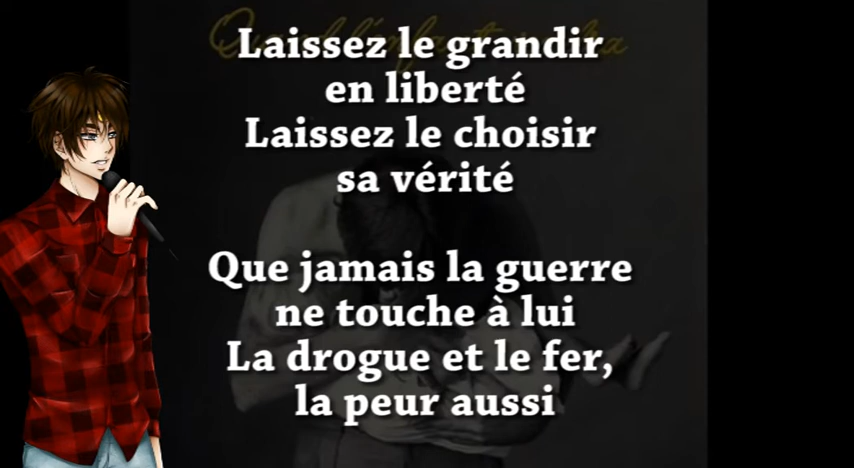 Laissez le grandir
en liberté
Laissez le choisir
sa vérité
Que jamais la guerre
ne touche à lui
La drogue et le fer,
la peur aussi